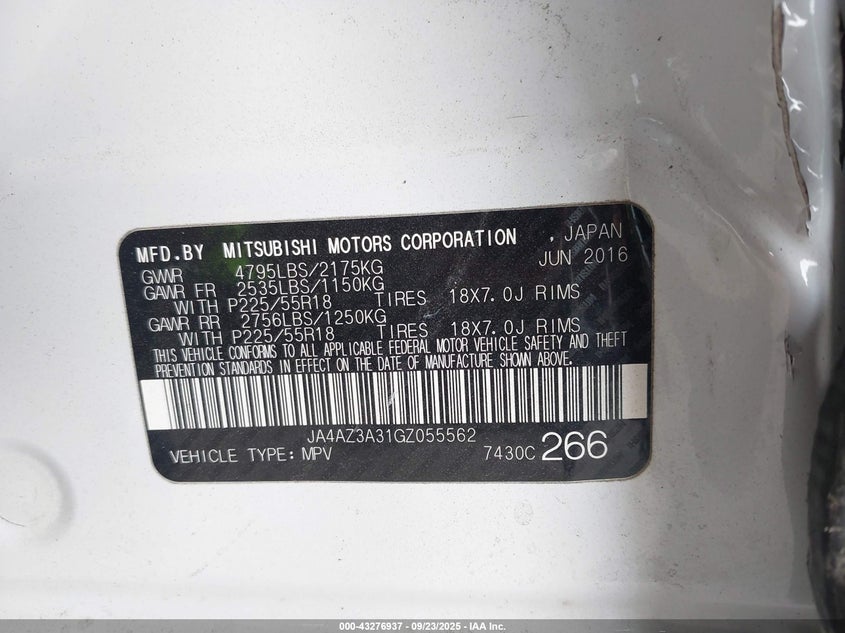 MFD.BY MITSUBISHI MOTORS CORPORATION , JAPAN
GWR 4795LBS/2175KG JUN 2016
GAWR FR 2535LBS/1150KG
WITH P225/55R18 TIRES 18X7.0J RIMS
GAWR RR 2756LBS/1250KG
WITH P225/55R18 TIRES 18X7.0J RIMS
THIS VEHICLE CONFORMS TO ALL APPLICABLE FEDERAL MOTOR VEHICLE SAFETY AND THEFT
PREVENTION STANDARDS IN EFFECT ON THE DATE OF MANUFACTURE SHOWN ABOVE.
JA4AZ3A31GZ055562
VEHICLE TYPE: MPV 7430C 266
000-43276937 - 09/23/2025 - IAA Inc.